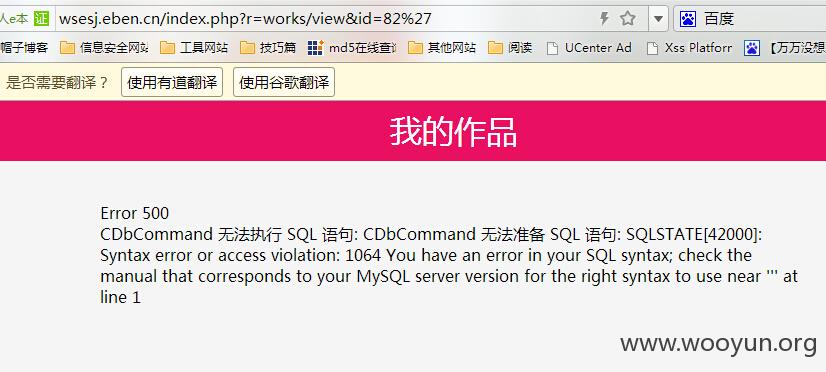 人e本 证 wsesj.eben.cn/index.php?r=works/view&id=82%27 百度
帽子博客 信息安全网站 工具网站 技巧篇 md5在线查询 其他网站 阅读 UCenter Ad Xss Platforr 【万万没想
是否需要翻译？ 使用有道翻译 使用谷歌翻译
我的作品
Error 500
CDbCommand 无法执行 SQL 语句: CDbCommand 无法准备 SQL 语句: SQLSTATE[42000]:
Syntax error or access violation: 1064 You have an error in your SQL syntax; check the
manual that corresponds to your MySQL server version for the right syntax to use near ''' at
line 1
www.wooyun.org